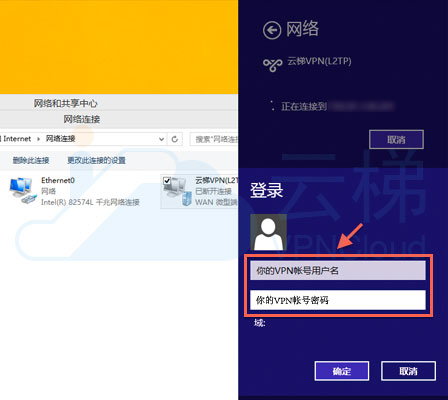 网络和共享中心
网络连接
Internet ▸ 网络连接
搜索"网络连
删除此连接 更改此连接的设置
Ethernet0
网络
Intel(R) 82574L 千兆网络连接
云梯VPN(L2T
已断开连接
WAN 微型端
网络
云梯VPN(L2TP)
正在连接到
取消
登录
云梯
VPNCloud
你的VPN帐号用户名
你的VPN帐号密码
域:
确定 取消